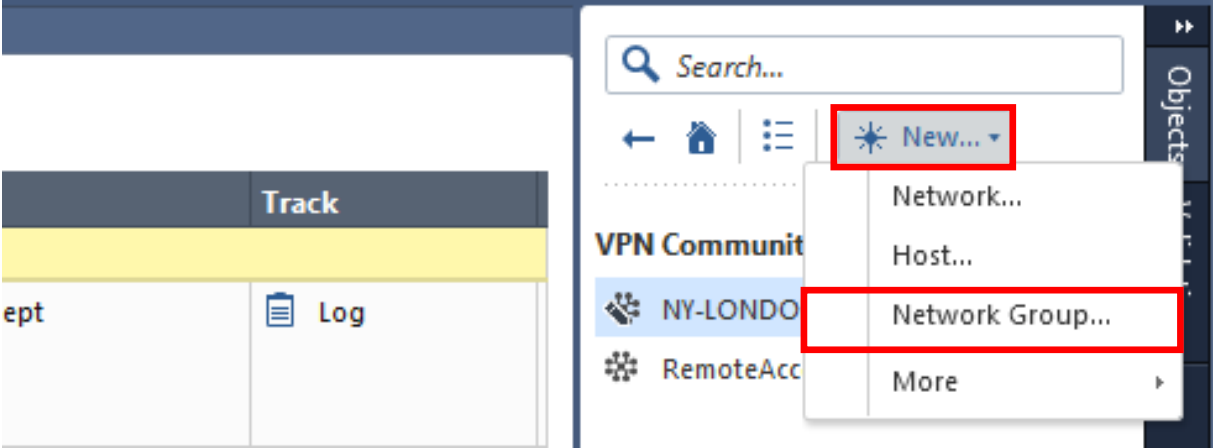 Search...
New...
Objects
Network...
Track
VPN Communit
Host...
ept
Log
NY-LONDO
Network Group...
RemoteAcc
More